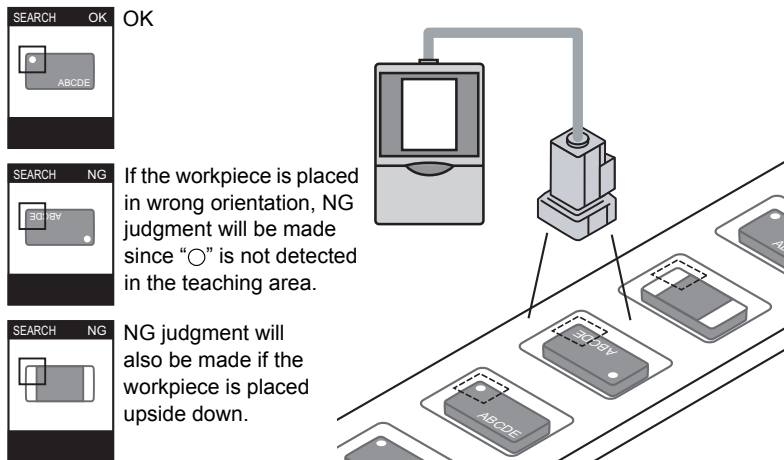 SEARCH OK
ABCDE
OK
SEARCH NG
ABCDE
If the workpiece is placed
in wrong orientation, NG
judgment will be made
since “○” is not detected
in the teaching area.
SEARCH NG
NG judgment will
also be made if the
workpiece is placed
upside down.
ABCDE
ABCDE